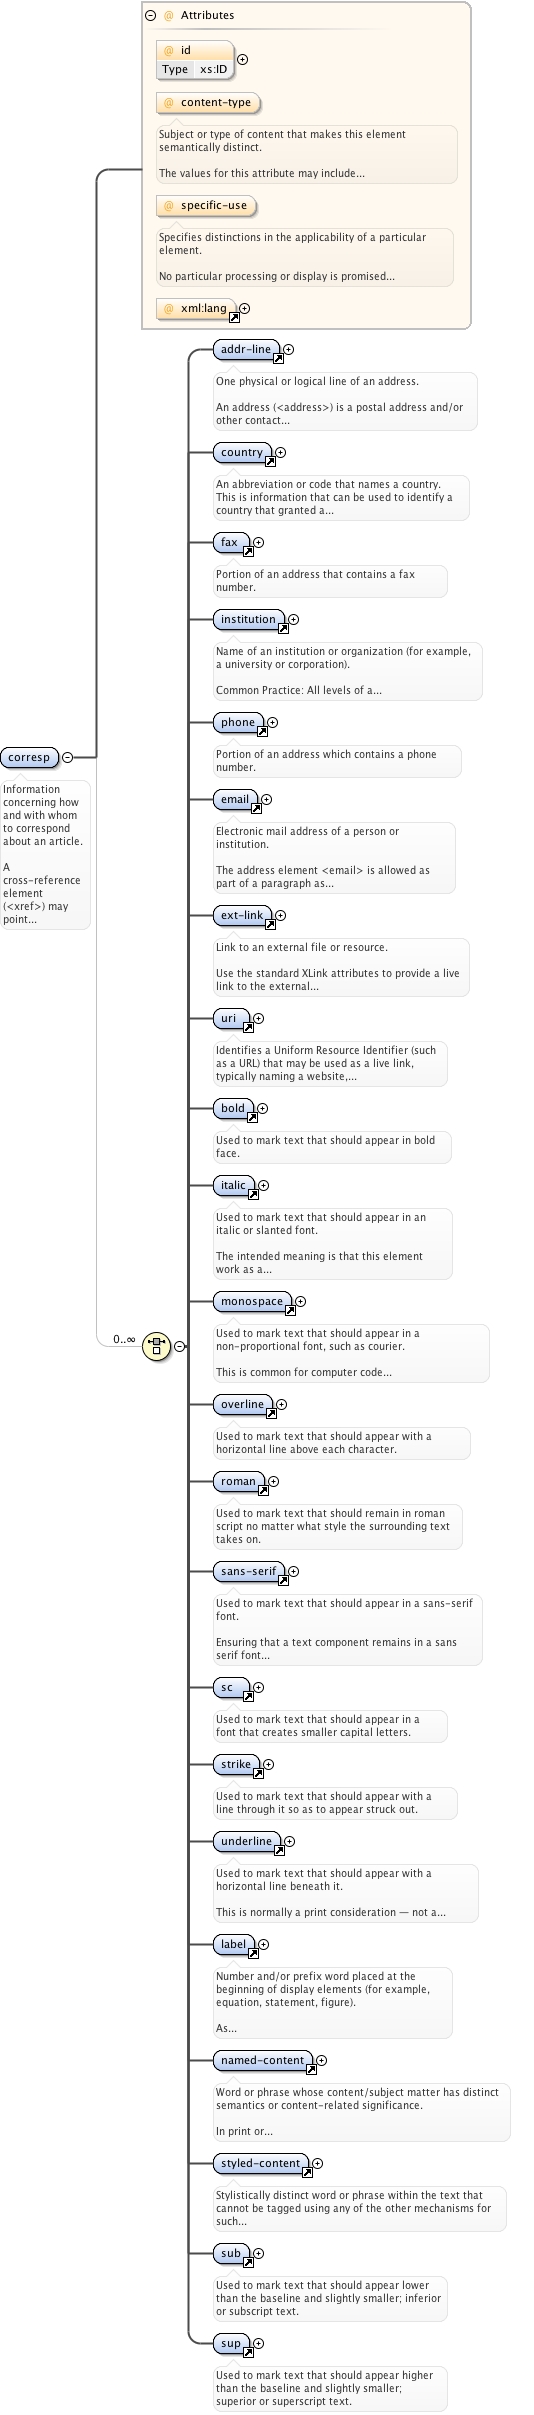 Attributes
@ id
Type xs:ID
@ content-type
Subject or type of content that makes this element
semantically distinct.
The values for this attribute may include...
@ specific-use
Specifies distinctions in the applicability of a particular
element.
No particular processing or display is promised...
@ xml:lang
addr-line
One physical or logical line of an address.
An address (<address>) is a postal address and/or
other contact...
country
An abbreviation or code that names a country.
This is information that can be used to identify a
country that granted a...
fax
Portion of an address that contains a fax
number.
institution
Name of an institution or organization (for example,
a university or corporation).
Common Practice: All levels of a...
phone
Portion of an address which contains a phone
number.
corresp
Information
concerning how
and with whom
to correspond
about an article.
A
cross-reference
element
(<xref>) may
point...
email
Electronic mail address of a person or
institution.
The address element <email> is allowed as
part of a paragraph as...
ext-link
Link to an external file or resource.
Use the standard XLink attributes to provide a live
link to the external...
uri
Identifies a Uniform Resource Identifier (such
as a URL) that may be used as a live link,
typically naming a website,...
bold
Used to mark text that should appear in bold
face.
italic
Used to mark text that should appear in an
italic or slanted font.
The intended meaning is that this element
work as a...
monospace
Used to mark text that should appear in a
non-proportional font, such as courier.
This is common for computer code...
0..∞
overline
Used to mark text that should appear with a
horizontal line above each character.
roman
Used to mark text that should remain in roman
script no matter what style the surrounding text
takes on.
sans-serif
Used to mark text that should appear in a sans-serif
font.
Ensuring that a text component remains in a sans
serif font...
sc
Used to mark text that should appear in a
font that creates smaller capital letters.
strike
Used to mark text that should appear with a
line through it so as to appear struck out.
underline
Used to mark text that should appear with a
horizontal line beneath it.
This is normally a print consideration — not a...
label
Number and/or prefix word placed at the
beginning of display elements (for example,
equation, statement, figure).
As...
named-content
Word or phrase whose content/subject matter has distinct
semantics or content-related significance.
In print or...
styled-content
Stylistically distinct word or phrase within the text that
cannot be tagged using any of the other mechanisms for
such...
sub
Used to mark text that should appear lower
than the baseline and slightly smaller; inferior
or subscript text.
sup
Used to mark text that should appear higher
than the baseline and slightly smaller;
superior or superscript text.